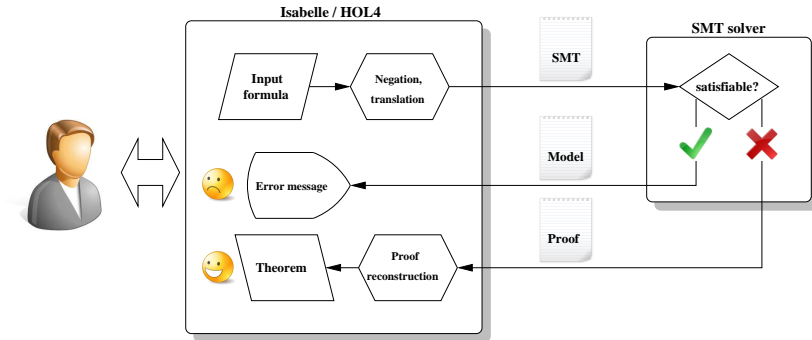 Isabelle / HOL4
SMT solver
SMT
Input
formula
Negation,
translation
satisfiable?
Model
Error message
Proof
Theorem
Proof
reconstruction